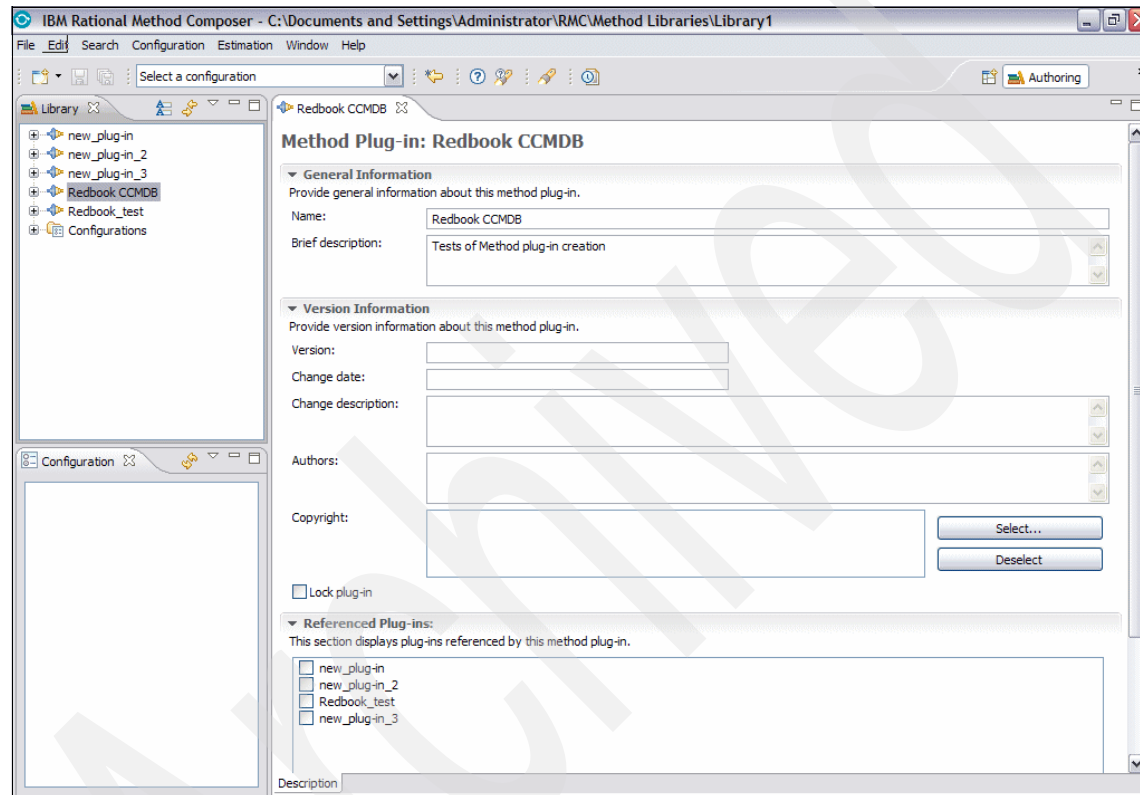 IBM Rational Method Composer - C:\Documents and Settings\Administrator\RMC\Method Libraries\Library1
File Edit Search Configuration Estimation Window Help
Select a configuration
Authoring
Library
new_plug-in
new_plug-in_2
new_plug-in_3
Redbook CCMDB
Redbook_test
Configurations
Configuration
Redbook CCMDB
Method Plug-in: Redbook CCMDB
General Information
Provide general information about this method plug-in.
Name: Redbook CCMDB
Brief description: Tests of Method plug-in creation
Version Information
Provide version information about this method plug-in.
Version:
Change date:
Change description:
Authors:
Copyright:
Select...
Deselect
Lock plug-in
Referenced Plug-ins:
This section displays plug-ins referenced by this method plug-in.
new_plug-in
new_plug-in_2
Redbook_test
new_plug-in_3
Description
Archived